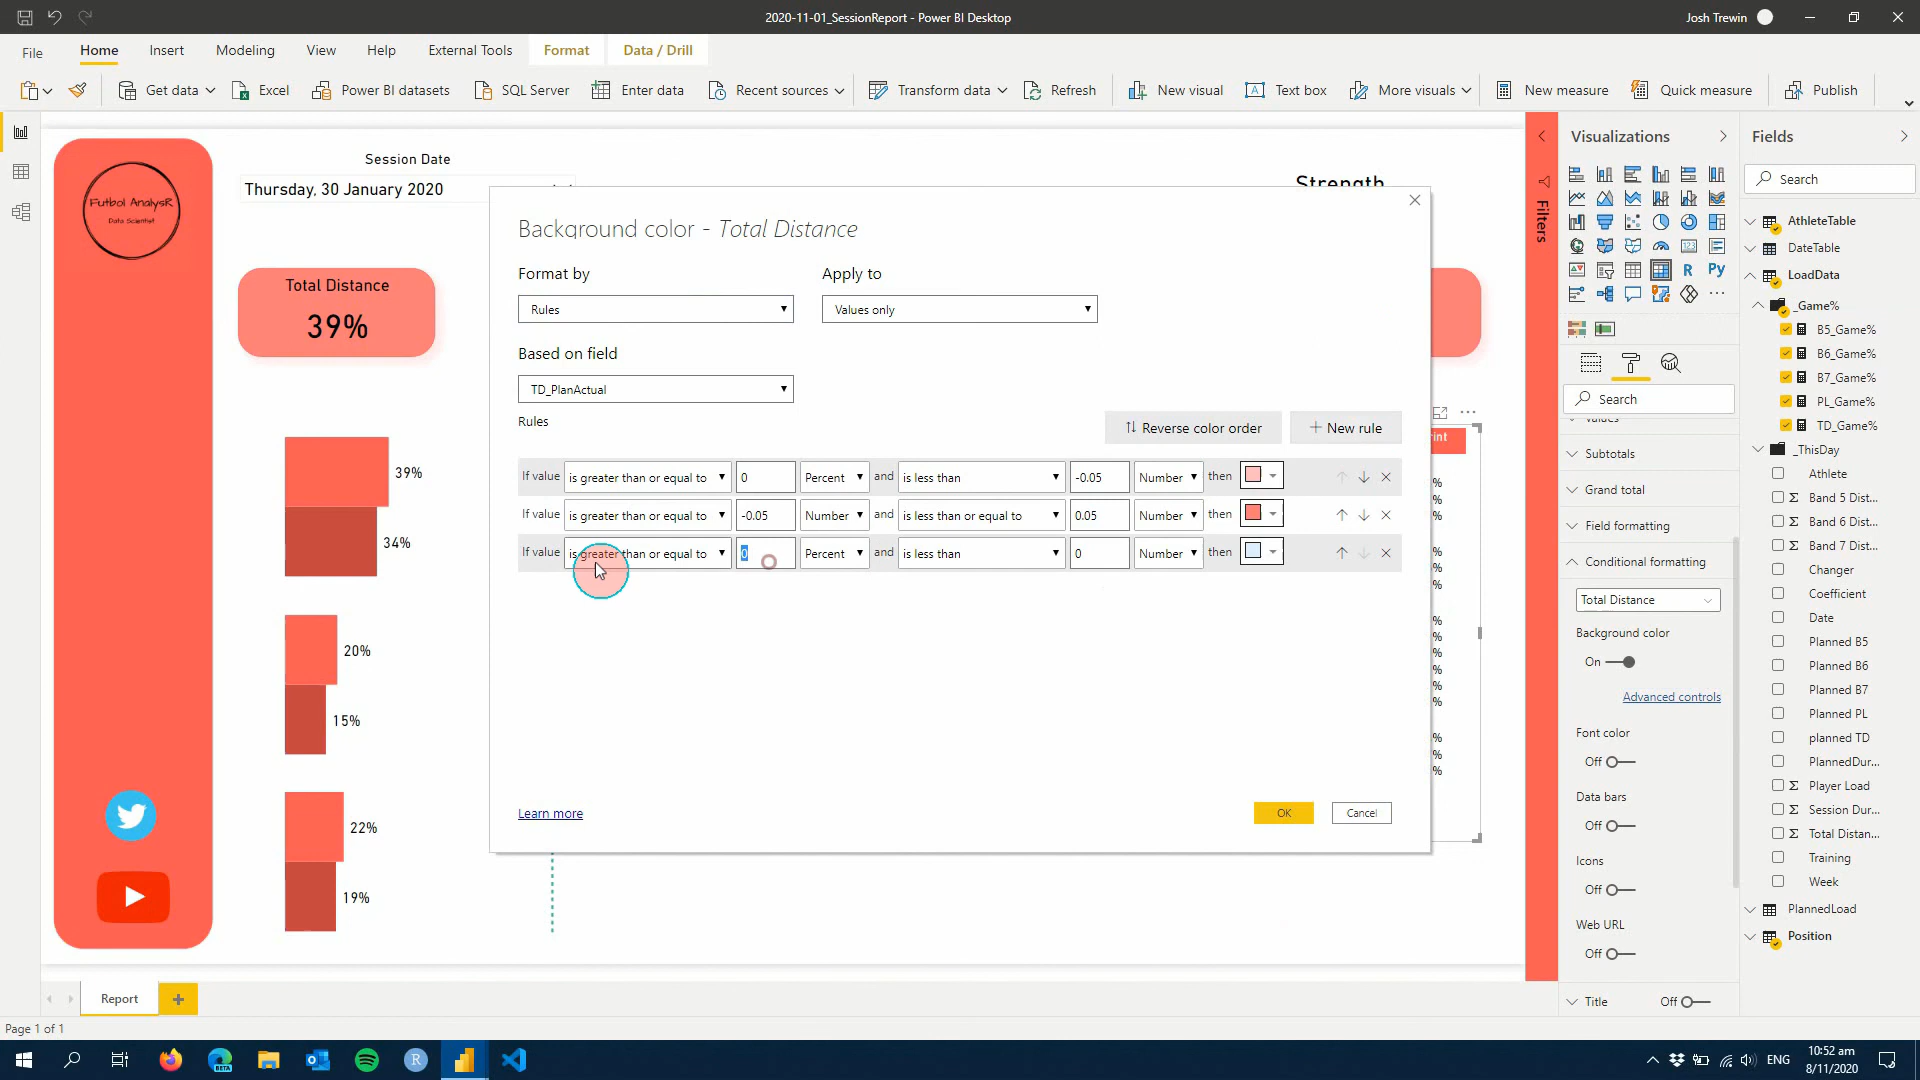 2020-11-01_SessionReport - Power BI Desktop
Josh Trewin
File
Home
Insert
Modeling
View
Help
External Tools
Format
Data / Drill
Get data
Excel
Power BI datasets
SQL Server
Enter data
Recent sources
Transform data
Refresh
New visual
Text box
More visuals
New measure
Quick measure
Publish
Futbol AnalysR
Data Scientist
Session Date
Thursday, 30 January 2020
Strength
Total Distance
39%
39%
34%
20%
15%
22%
19%
Background color - Total Distance
Format by
Apply to
Rules
Values only
Based on field
TD_PlanActual
Rules
Reverse color order
New rule
If value is greater than or equal to 0 Percent and is less than -0.05 Number then
If value is greater than or equal to -0.05 Number and is less than or equal to 0.05 Number then
If value is greater than or equal to 0 Percent and is less than 0 Number then
Learn more
OK
Cancel
int
%
%
%
%
%
%
%
%
%
%
%
%
%
%
Filters
Visualizations
R
Py
Search
Values
Subtotals
Grand total
Field formatting
Conditional formatting
Total Distance
Background color
On
Advanced controls
Font color
Off
Data bars
Off
Icons
Off
Web URL
Off
Title
Off
Fields
Search
AthleteTable
DateTable
LoadData
_Game%
B5_Game%
B6_Game%
B7_Game%
PL_Game%
TD_Game%
_ThisDay
Athlete
Band 5 Dist...
Band 6 Dist...
Band 7 Dist...
Changer
Coefficient
Date
Planned B5
Planned B6
Planned B7
Planned PL
planned TD
PlannedDur...
Player Load
Session Dur...
Total Distan...
Training
Week
PlannedLoad
Position
Report
Page 1 of 1
BETA
R
ENG
10:52 am
8/11/2020